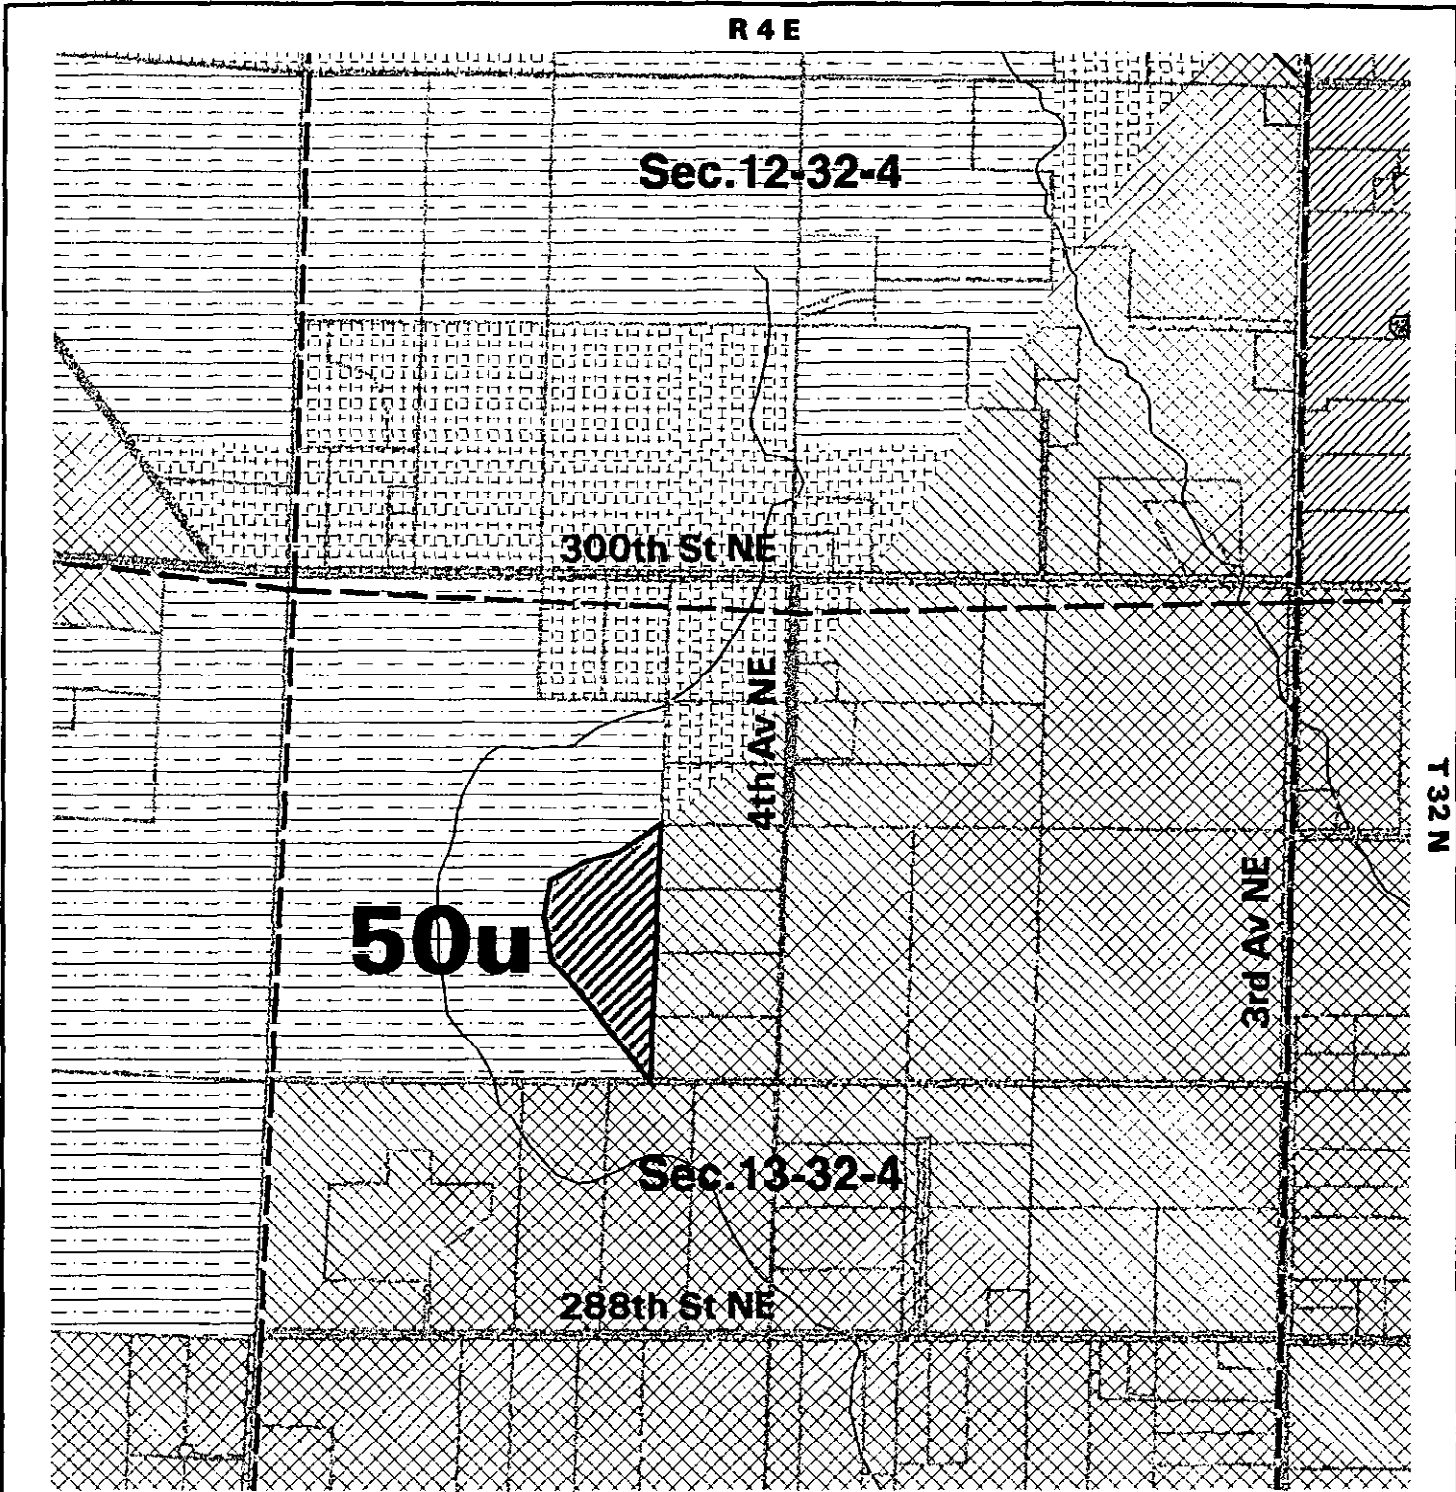 R 4 E
Sec.12-32-4
300th St NE
4th Av NE
T 32 N
50u
3rd Av NE
Sec.13-32-4
288th St NE